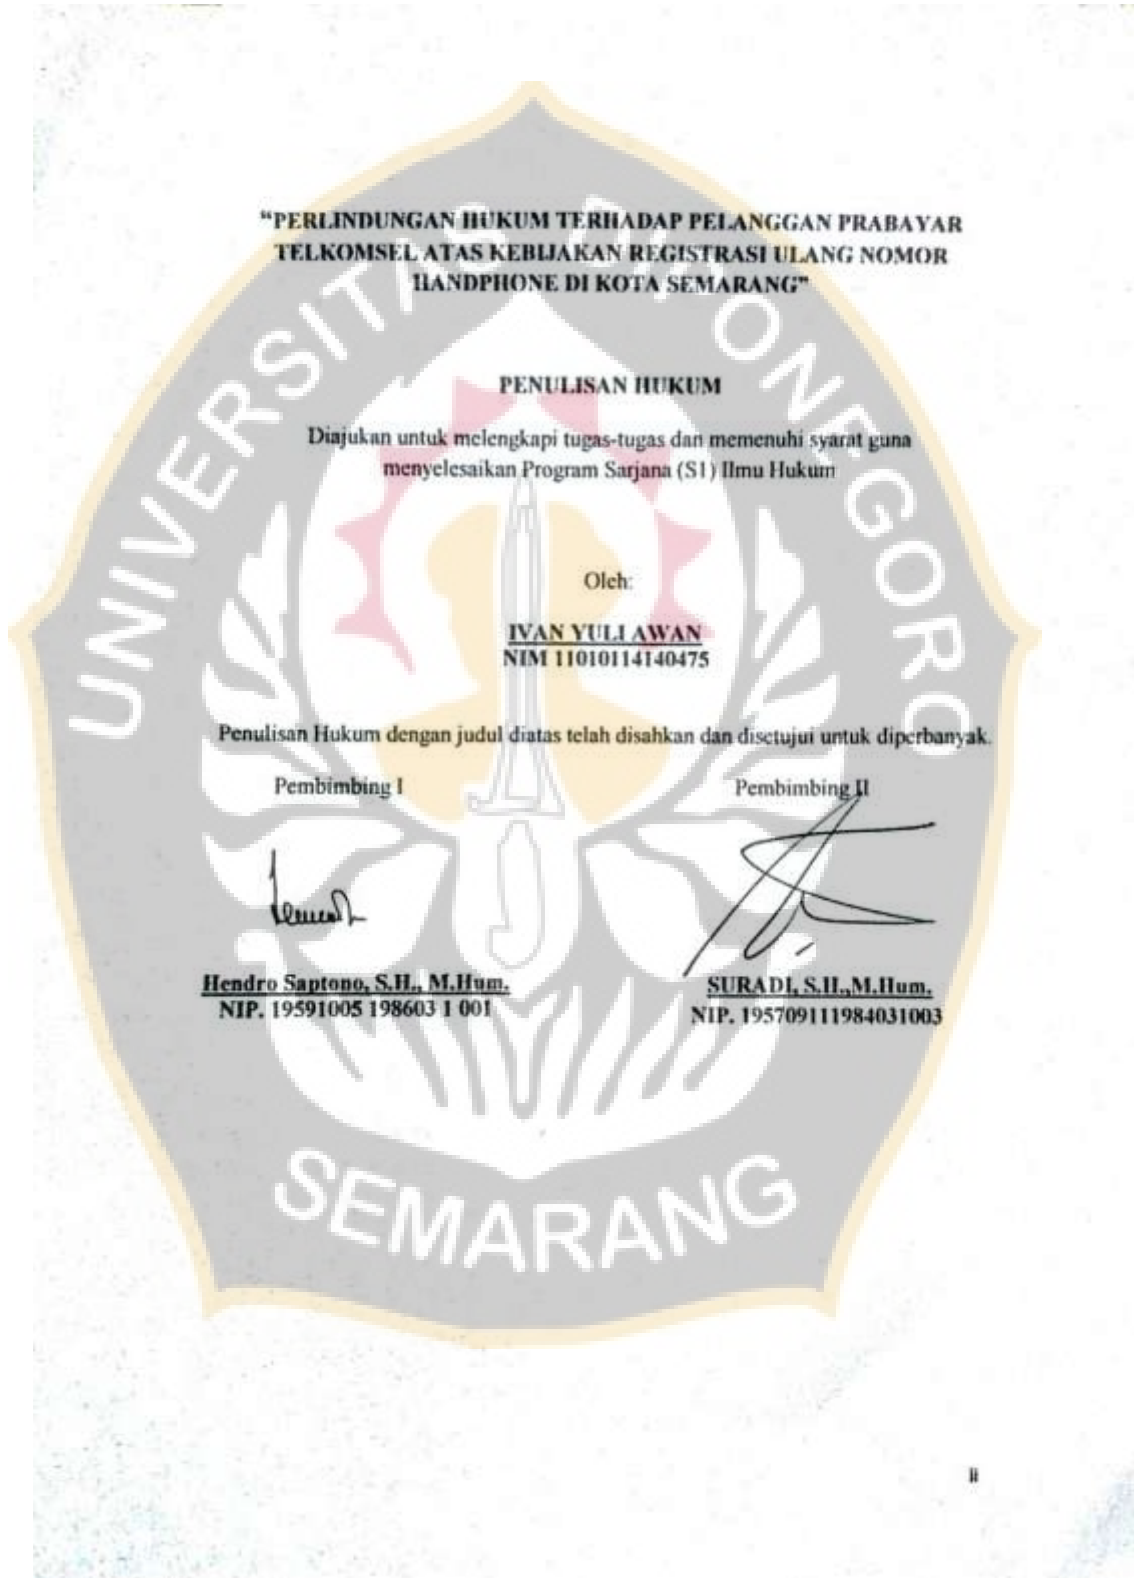 “PERLINDUNGAN HUKUM TERHADAP PELANGGAN PRABAYAR
TELKOMSEL ATAS KEBIJAKAN REGISTRASI ULANG NOMOR
HANDPHONE DI KOTA SEMARANG”
PENULISAN HUKUM
Diajukan untuk melengkapi tugas-tugas dan memenuhi syarat guna
menyelesaikan Program Sarjana (S1) Ilmu Hukum
Oleh:
IVAN YULI AWAN
NIM 11010114140475
Penulisan Hukum dengan judul diatas telah disahkan dan disetujui untuk diperbanyak.
Pembimbing I
Pembimbing II
Hendro Saptono, S.H., M.Hum.
NIP. 19591005 198603 1 001
SURADI, S.H.,M.Hum.
NIP. 195709111984031003
UNIVERSITAS DIPONEGORO
SEMARANG
ii